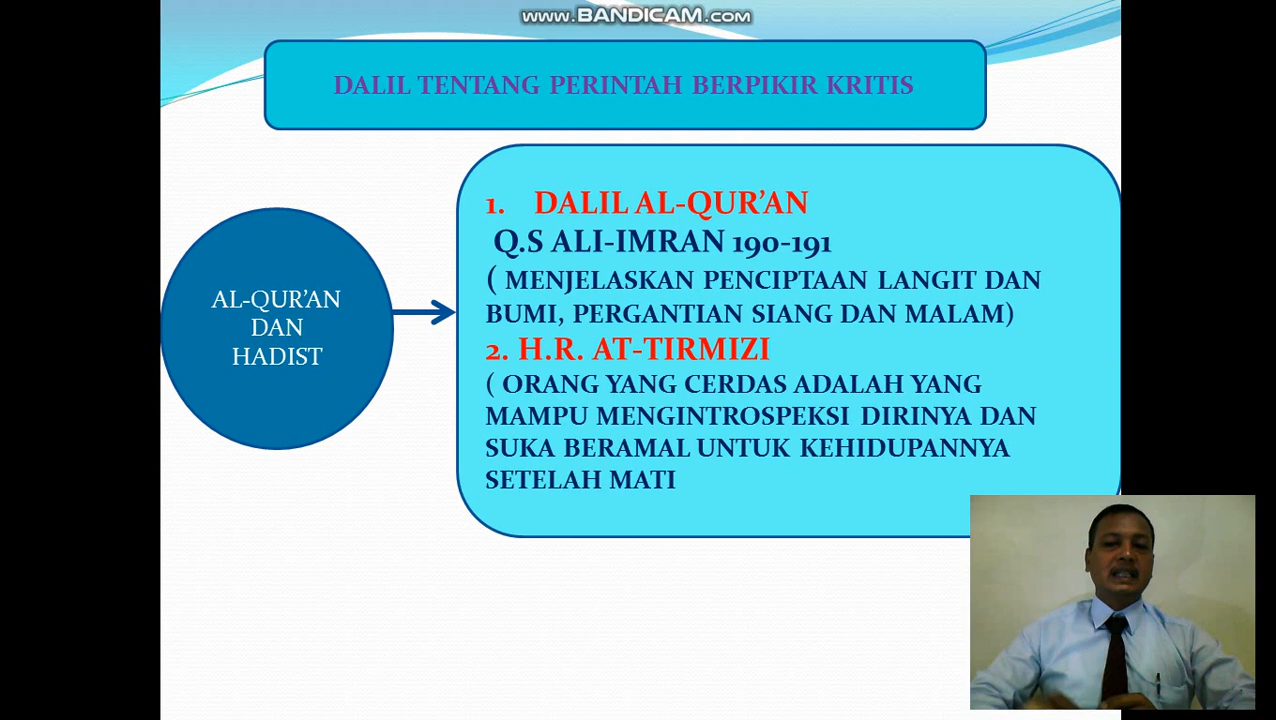 WWW.BANDICAM.COM
DALIL TENTANG PERINTAH BERPIKIR KRITIS
AL-QUR’AN
DAN
HADIST
1. DALIL AL-QUR’AN
Q.S ALI-IMRAN 190-191
( MENJELASKAN PENCIPTAAN LANGIT DAN
BUMI, PERGANTIAN SIANG DAN MALAM)
2. H.R. AT-TIRMIZI
( ORANG YANG CERDAS ADALAH YANG
MAMPU MENGINTROSPEKSI DIRINYA DAN
SUKA BERAMAL UNTUK KEHIDUPANNYA
SETELAH MATI